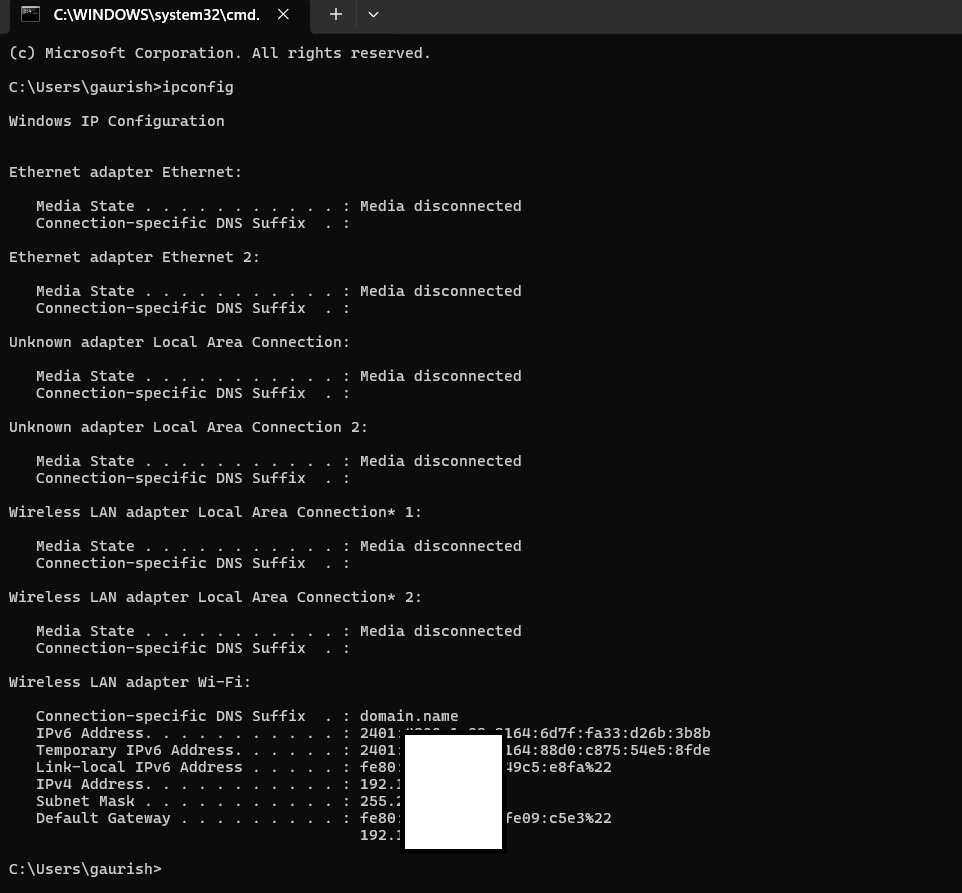 C:\WINDOWS\system32\cmd.
(c) Microsoft Corporation. All rights reserved.
C:\Users\gaurish>ipconfig
Windows IP Configuration
Ethernet adapter Ethernet:
Media State . . . . . . . . . . . : Media disconnected
Connection-specific DNS Suffix  . :
Ethernet adapter Ethernet 2:
Media State . . . . . . . . . . . : Media disconnected
Connection-specific DNS Suffix  . :
Unknown adapter Local Area Connection:
Media State . . . . . . . . . . . : Media disconnected
Connection-specific DNS Suffix  . :
Unknown adapter Local Area Connection 2:
Media State . . . . . . . . . . . : Media disconnected
Connection-specific DNS Suffix  . :
Wireless LAN adapter Local Area Connection* 1:
Media State . . . . . . . . . . . : Media disconnected
Connection-specific DNS Suffix  . :
Wireless LAN adapter Local Area Connection* 2:
Media State . . . . . . . . . . . : Media disconnected
Connection-specific DNS Suffix  . :
Wireless LAN adapter Wi-Fi:
Connection-specific DNS Suffix  . : domain.name
IPv6 Address. . . . . . . . . . . : 2401: 164:6d7f:fa33:d26b:3b8b
Temporary IPv6 Address. . . . . . : 2401: 164:88d0:c875:54e5:8fde
Link-local IPv6 Address . . . . . : fe80: 49c5:e8fa%22
IPv4 Address. . . . . . . . . . . : 192.1
Subnet Mask . . . . . . . . . . . : 255.2
Default Gateway . . . . . . . . . : fe80: fe09:c5e3%22
192.1
C:\Users\gaurish>